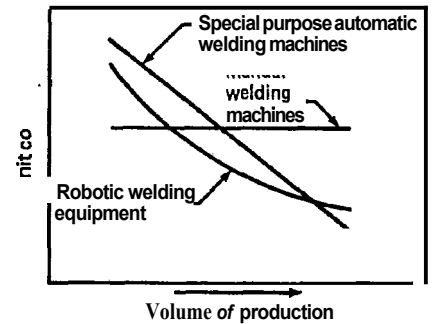 Special purpose automatic
welding machines
welding
machines
nit co
Robotic welding
equipment
Volume of production